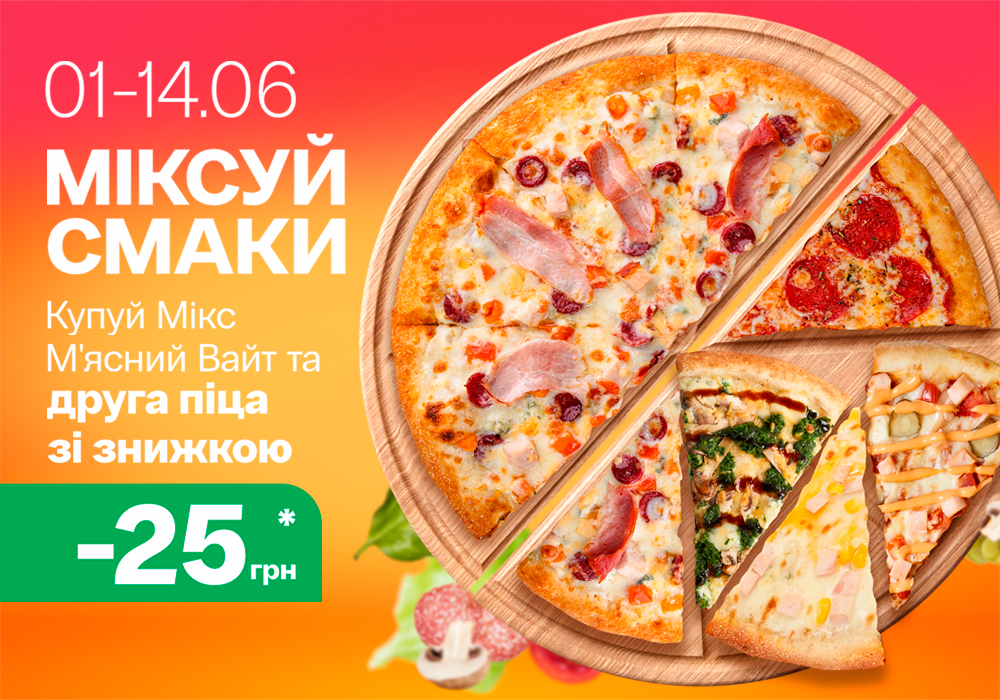 01-14.06
МІКСУЙ
СМАКИ
Купуй Мікс
М'ясний Вайт та
друга піца
зі знижкою
-25 грн*